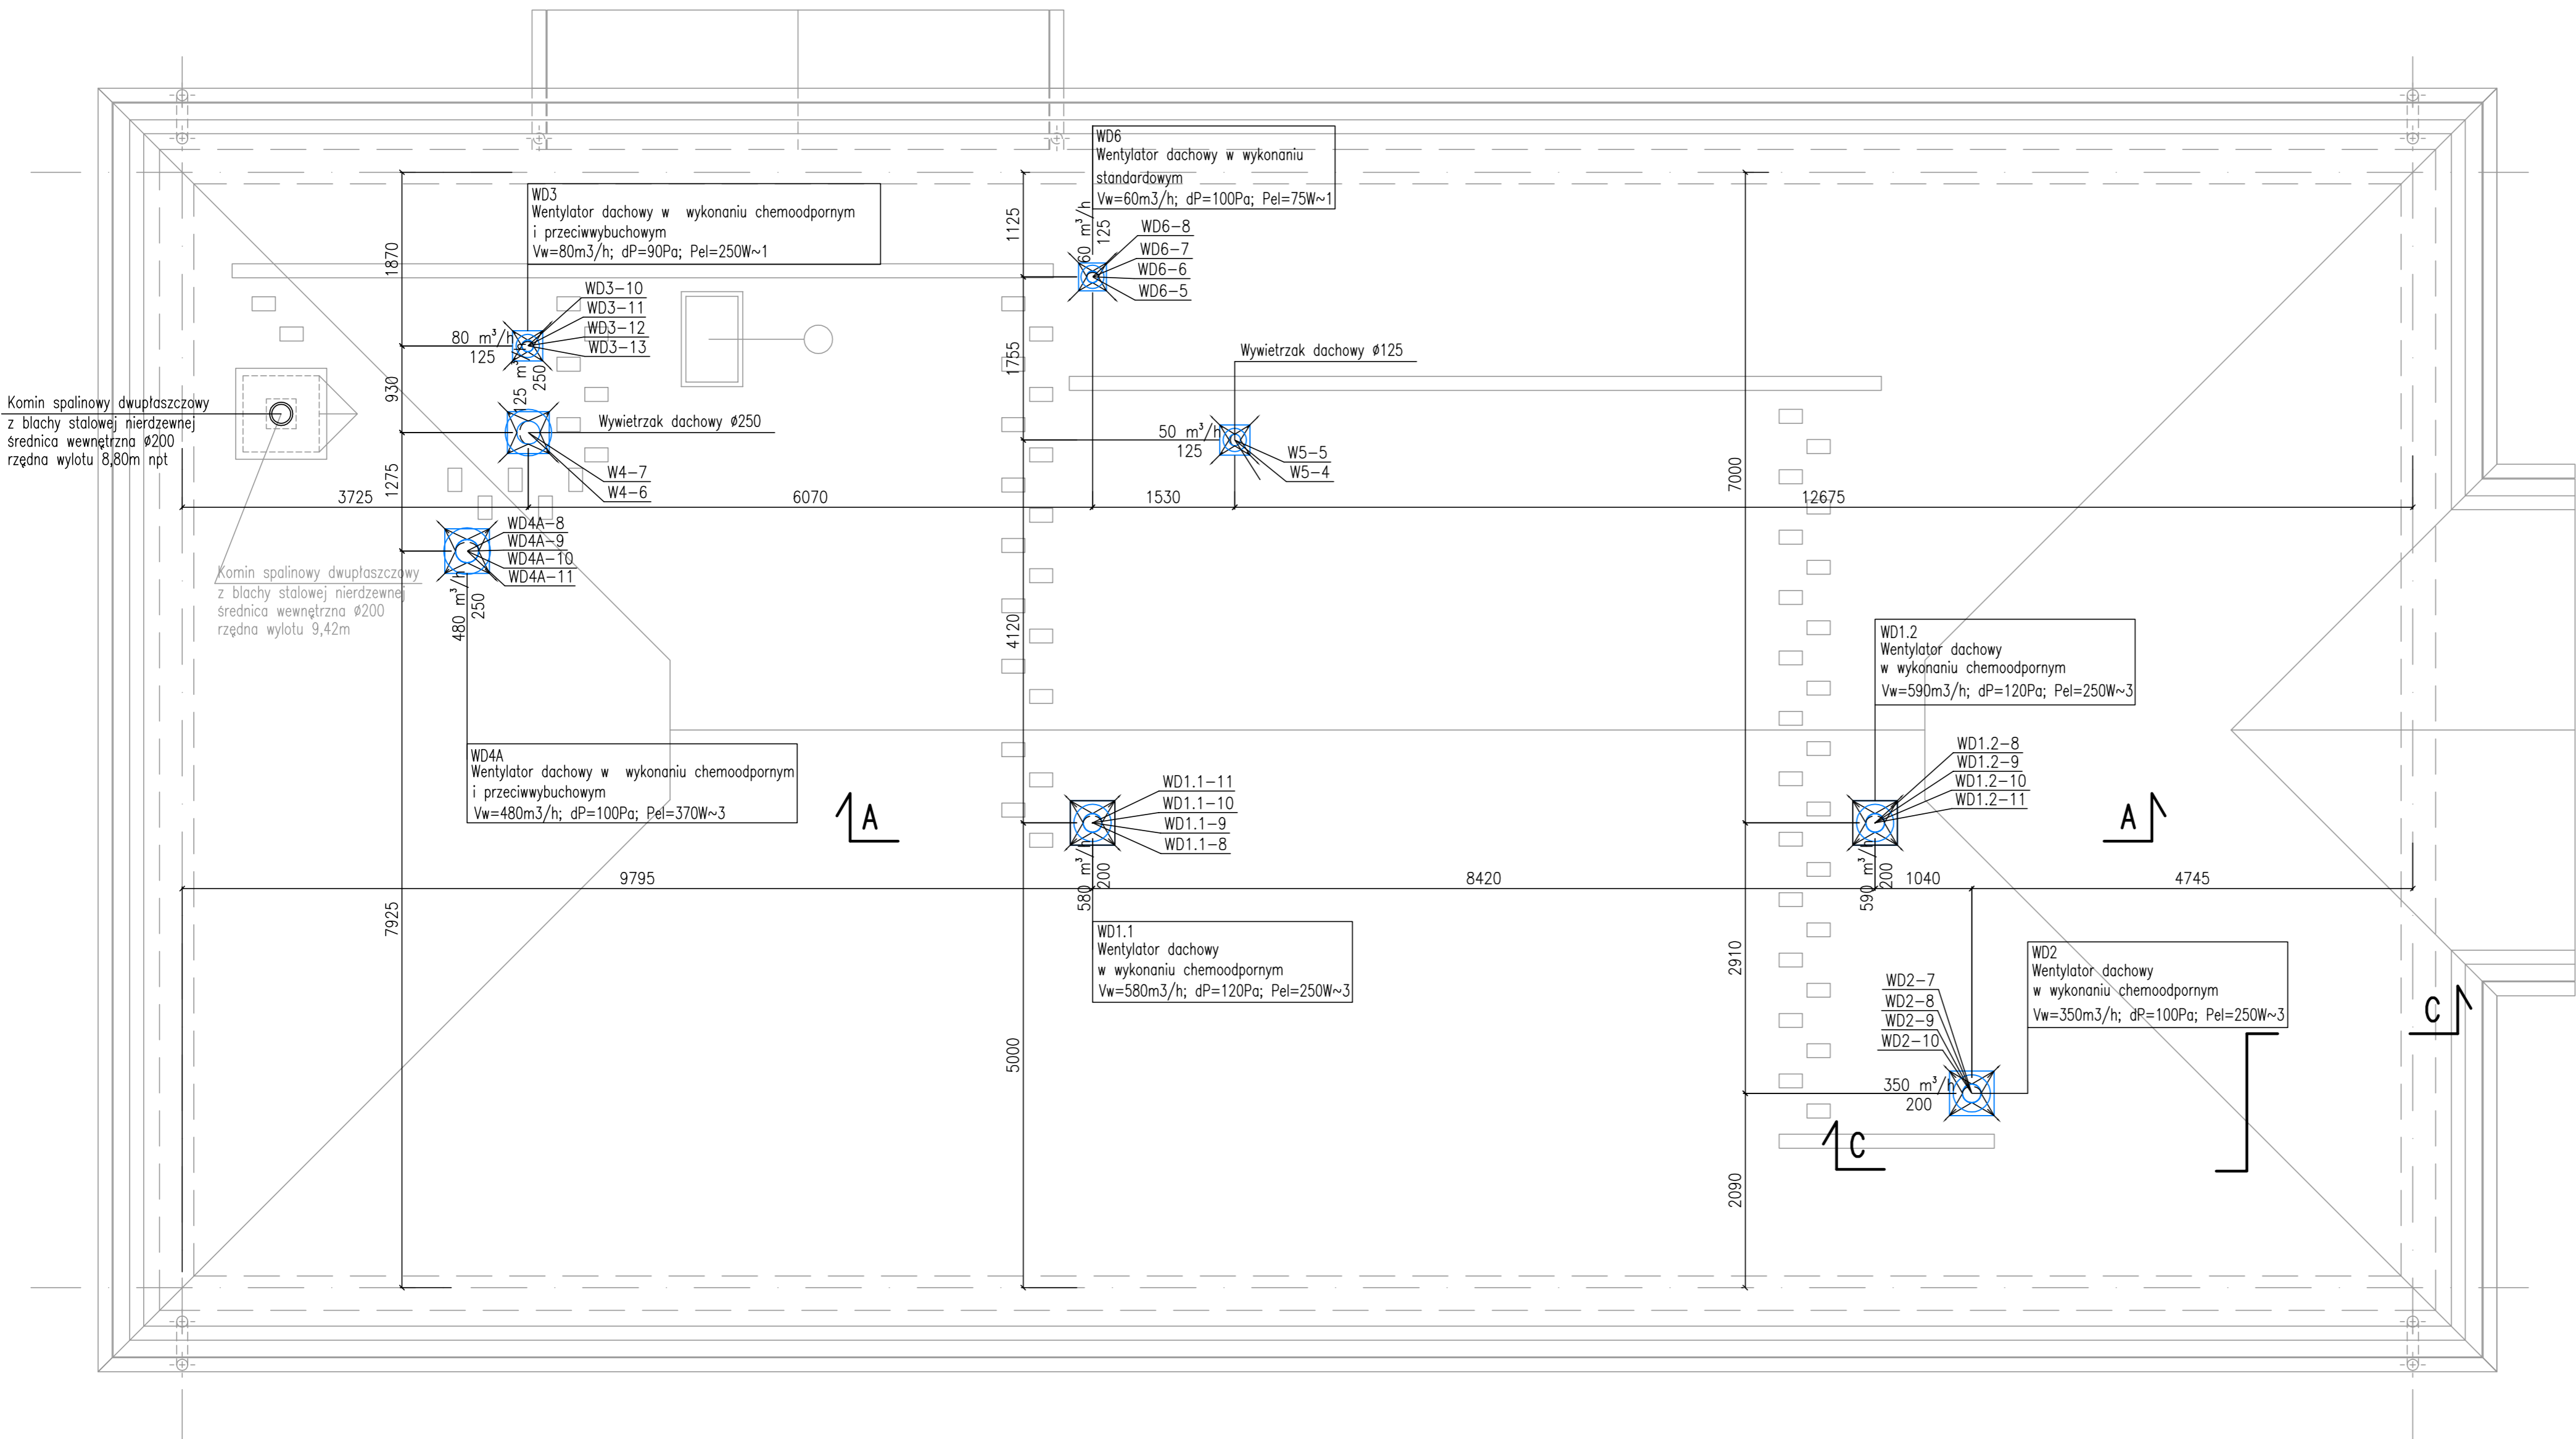 WD6
Wentylator dachowy w wykonaniu
standardowym
Vw=60m3/h; dP=100Pa; Pel=75W~1
WD3
Wentylator dachowy w wykonaniu chemoodpornym
i przeciwwybuchowym
Vw=80m3/h; dP=90Pa; Pel=250W~1
1870
1125
60 m³/h
125
WD6-8
WD6-7
WD6-6
WD6-5
WD3-10
WD3-11
WD3-12
WD3-13
80 m³/h
125
125 m³/h
250
930
1755
Wywietrzak dachowy ø125
Komin spalinowy dwupłaszczowy
z blachy stalowej nierdzewnej
średnica wewnętrzna ø200
rzędna wylotu 8,80m npt
Wywietrzak dachowy ø250
50 m³/h
125
W5-5
W5-4
W4-7
W4-6
1275
7000
3725
6070
1530
12675
WD4A-8
WD4A-9
WD4A-10
WD4A-11
480 m³/h
250
Komin spalinowy dwupłaszczowy
z blachy stalowej nierdzewnej
średnica wewnętrzna ø200
rzędna wylotu 9,42m
4120
WD1.2
Wentylator dachowy
w wykonaniu chemoodpornym
Vw=590m3/h; dP=120Pa; Pel=250W~3
WD4A
Wentylator dachowy w wykonaniu chemoodpornym
i przeciwwybuchowym
Vw=480m3/h; dP=100Pa; Pel=370W~3
WD1.2-8
WD1.2-9
WD1.2-10
WD1.2-11
WD1.1-11
WD1.1-10
WD1.1-9
WD1.1-8
A
A
580 m³/h
200
590 m³/h
200
9795
8420
1040
4745
7925
WD1.1
Wentylator dachowy
w wykonaniu chemoodpornym
Vw=580m3/h; dP=120Pa; Pel=250W~3
2910
WD2
Wentylator dachowy
w wykonaniu chemoodpornym
Vw=350m3/h; dP=100Pa; Pel=250W~3
WD2-7
WD2-8
WD2-9
WD2-10
C
5000
350 m³/h
200
C
2090